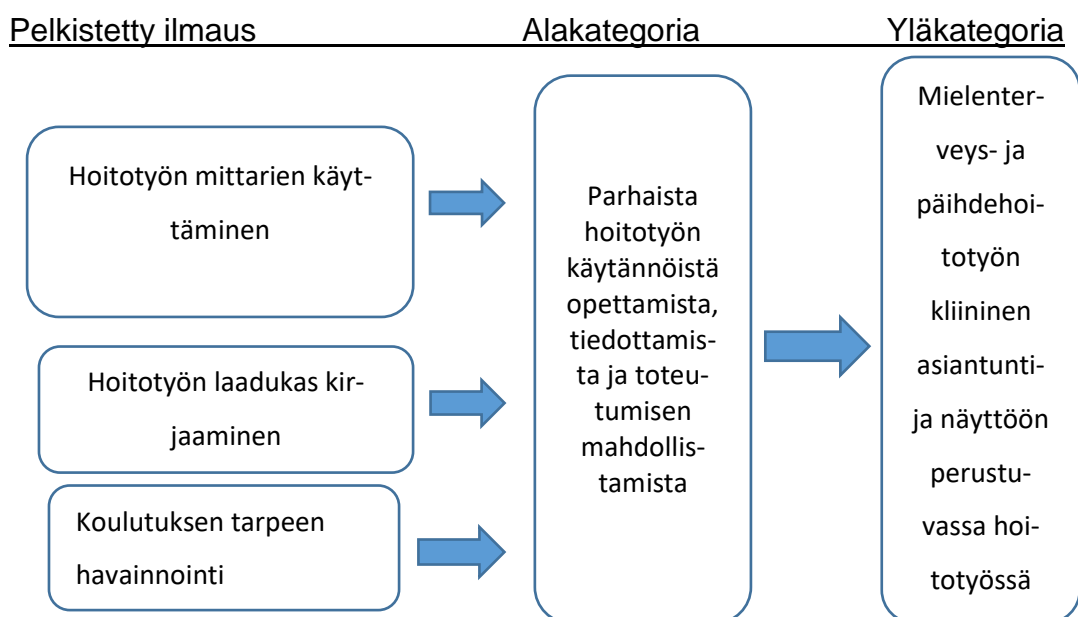 Pelkistetty ilmaus Alakategoria Yläkategoria
Hoitotyön mittarien käyt-
täminen
Hoitotyön laadukas kir-
jaaminen
Koulutuksen tarpeen
havainnointi
Parhaista
hoitotyön
käytännöistä
opettamista,
tiedottamis-
ta ja toteu-
tumisen
mahdollis-
tamista
Mielenter-
veys- ja
päihdehoi-
totyön
kliininen
asiantunti-
ja näyttöön
perustu-
vassa hoi-
totyössä